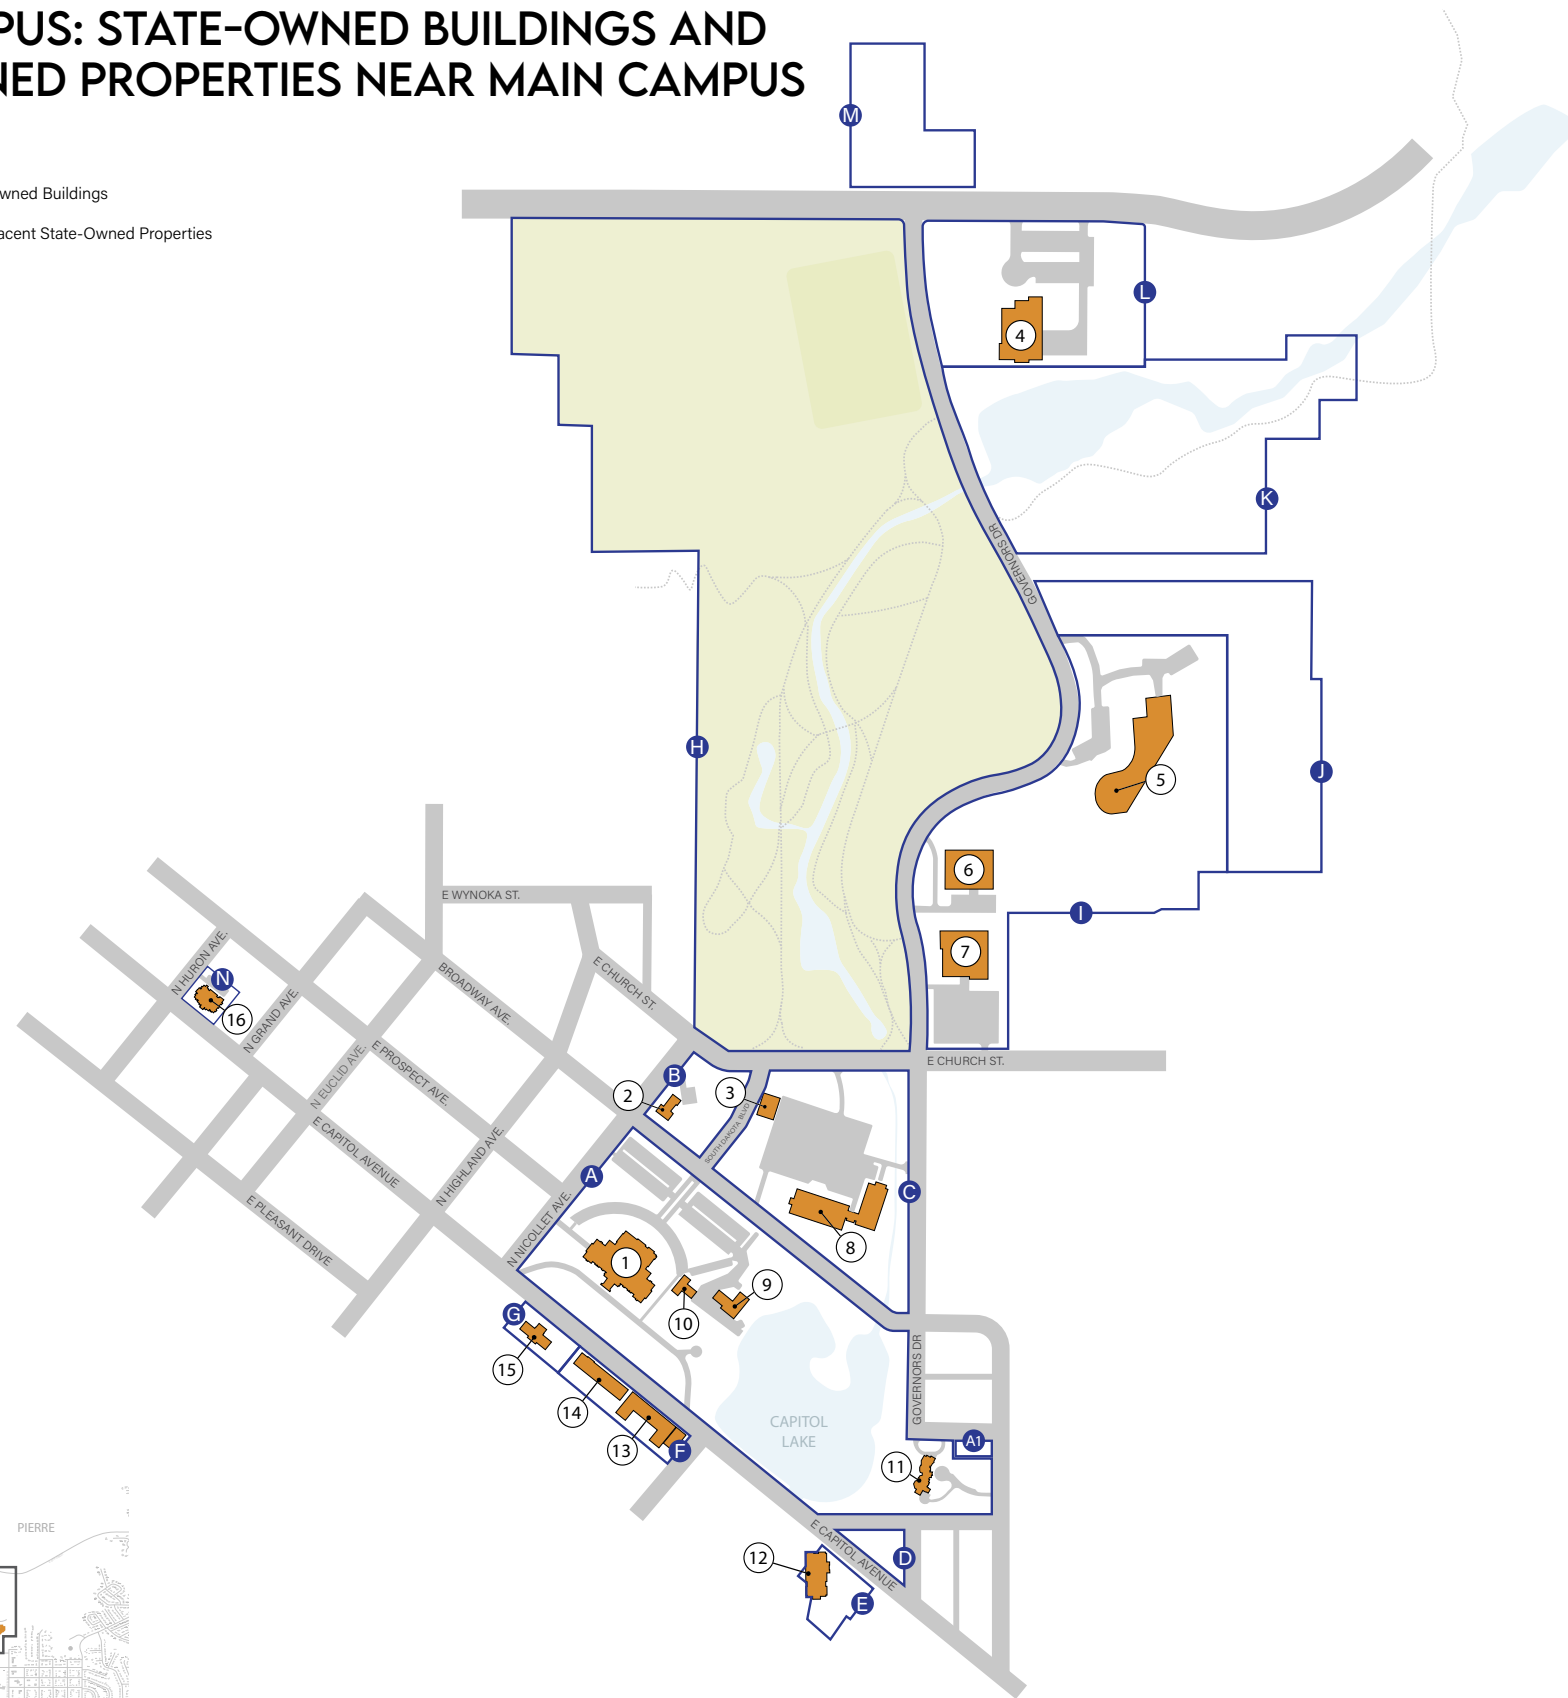 PUS: STATE-OWNED BUILDINGS AND
NED PROPERTIES NEAR MAIN CAMPUS
M
wned Buildings
acent State-Owned Properties
L
4
K
GOVERNORS DR
H
J
5
6
E WYNOKA ST.
I
7
N HURON AVE.
N
16
N GRAND AVE.
BROADWAY AVE.
E CHURCH ST.
E CHURCH ST.
N EUCLID AVE.
E PROSPECT AVE.
B
2
3
SOUTH DAKOTA BLVD
E CAPITOL AVENUE
N HIGHLAND AVE.
A
C
E PLEASANT DRIVE
N NICOLLET AVE.
8
1
9
10
G
15
14
13
F
GOVERNORS DR
CAPITOL
LAKE
A1
11
PIERRE
E CAPITOL AVENUE
12
D
E